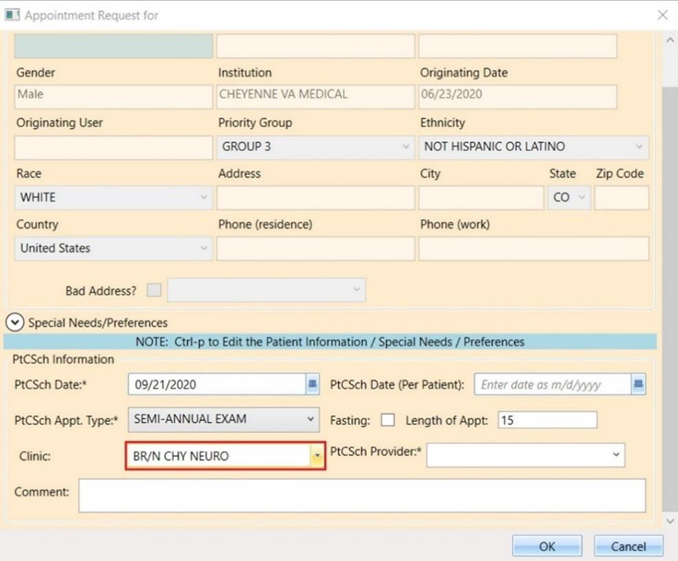 Appointment Request for
Gender Institution Originating Date
Male CHEYENNE VA MEDICAL 06/23/2020
Originating User Priority Group Ethnicity
GROUP 3 NOT HISPANIC OR LATINO
Race Address City State Zip Code
WHITE CO
Country Phone (residence) Phone (work)
United States
Bad Address?
Special Needs/Preferences
NOTE: Ctrl-p to Edit the Patient Information / Special Needs / Preferences
PtCSch Information
PtCSch Date:* 09/21/2020 PtCSch Date (Per Patient): Enter date as m/d/yyyy
PtCSch Appt. Type:* SEMI-ANNUAL EXAM Fasting: Length of Appt: 15
Clinic: BR/N CHY NEURO PtCSch Provider:*
Comment:
OK Cancel